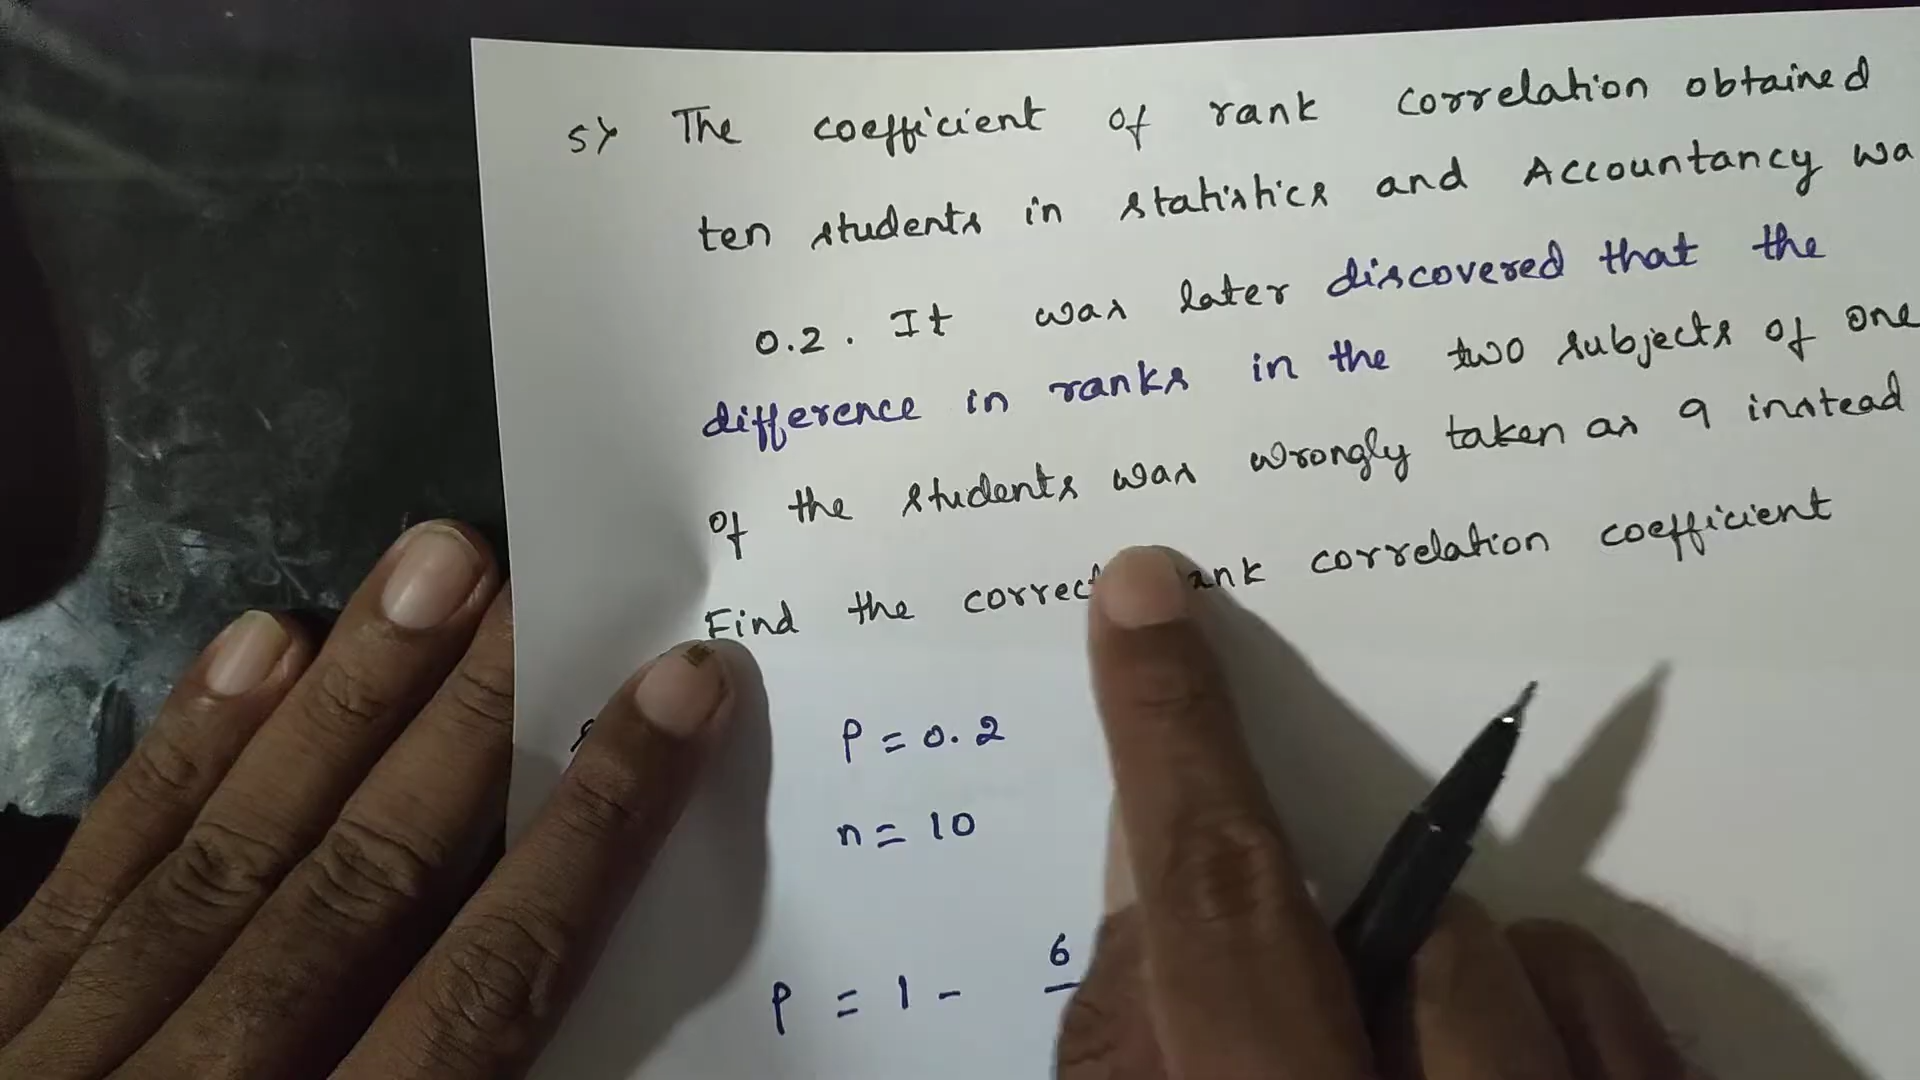 5) The coefficient of rank correlation obtained
ten students in statistics and Accountancy wa
0.2. It was later discovered that the
difference in ranks in the two subjects of one
of the students was wrongly taken as 9 instead
Find the correct ank correlation coefficient
ρ = 0.2
n = 10
ρ = 1 - 6